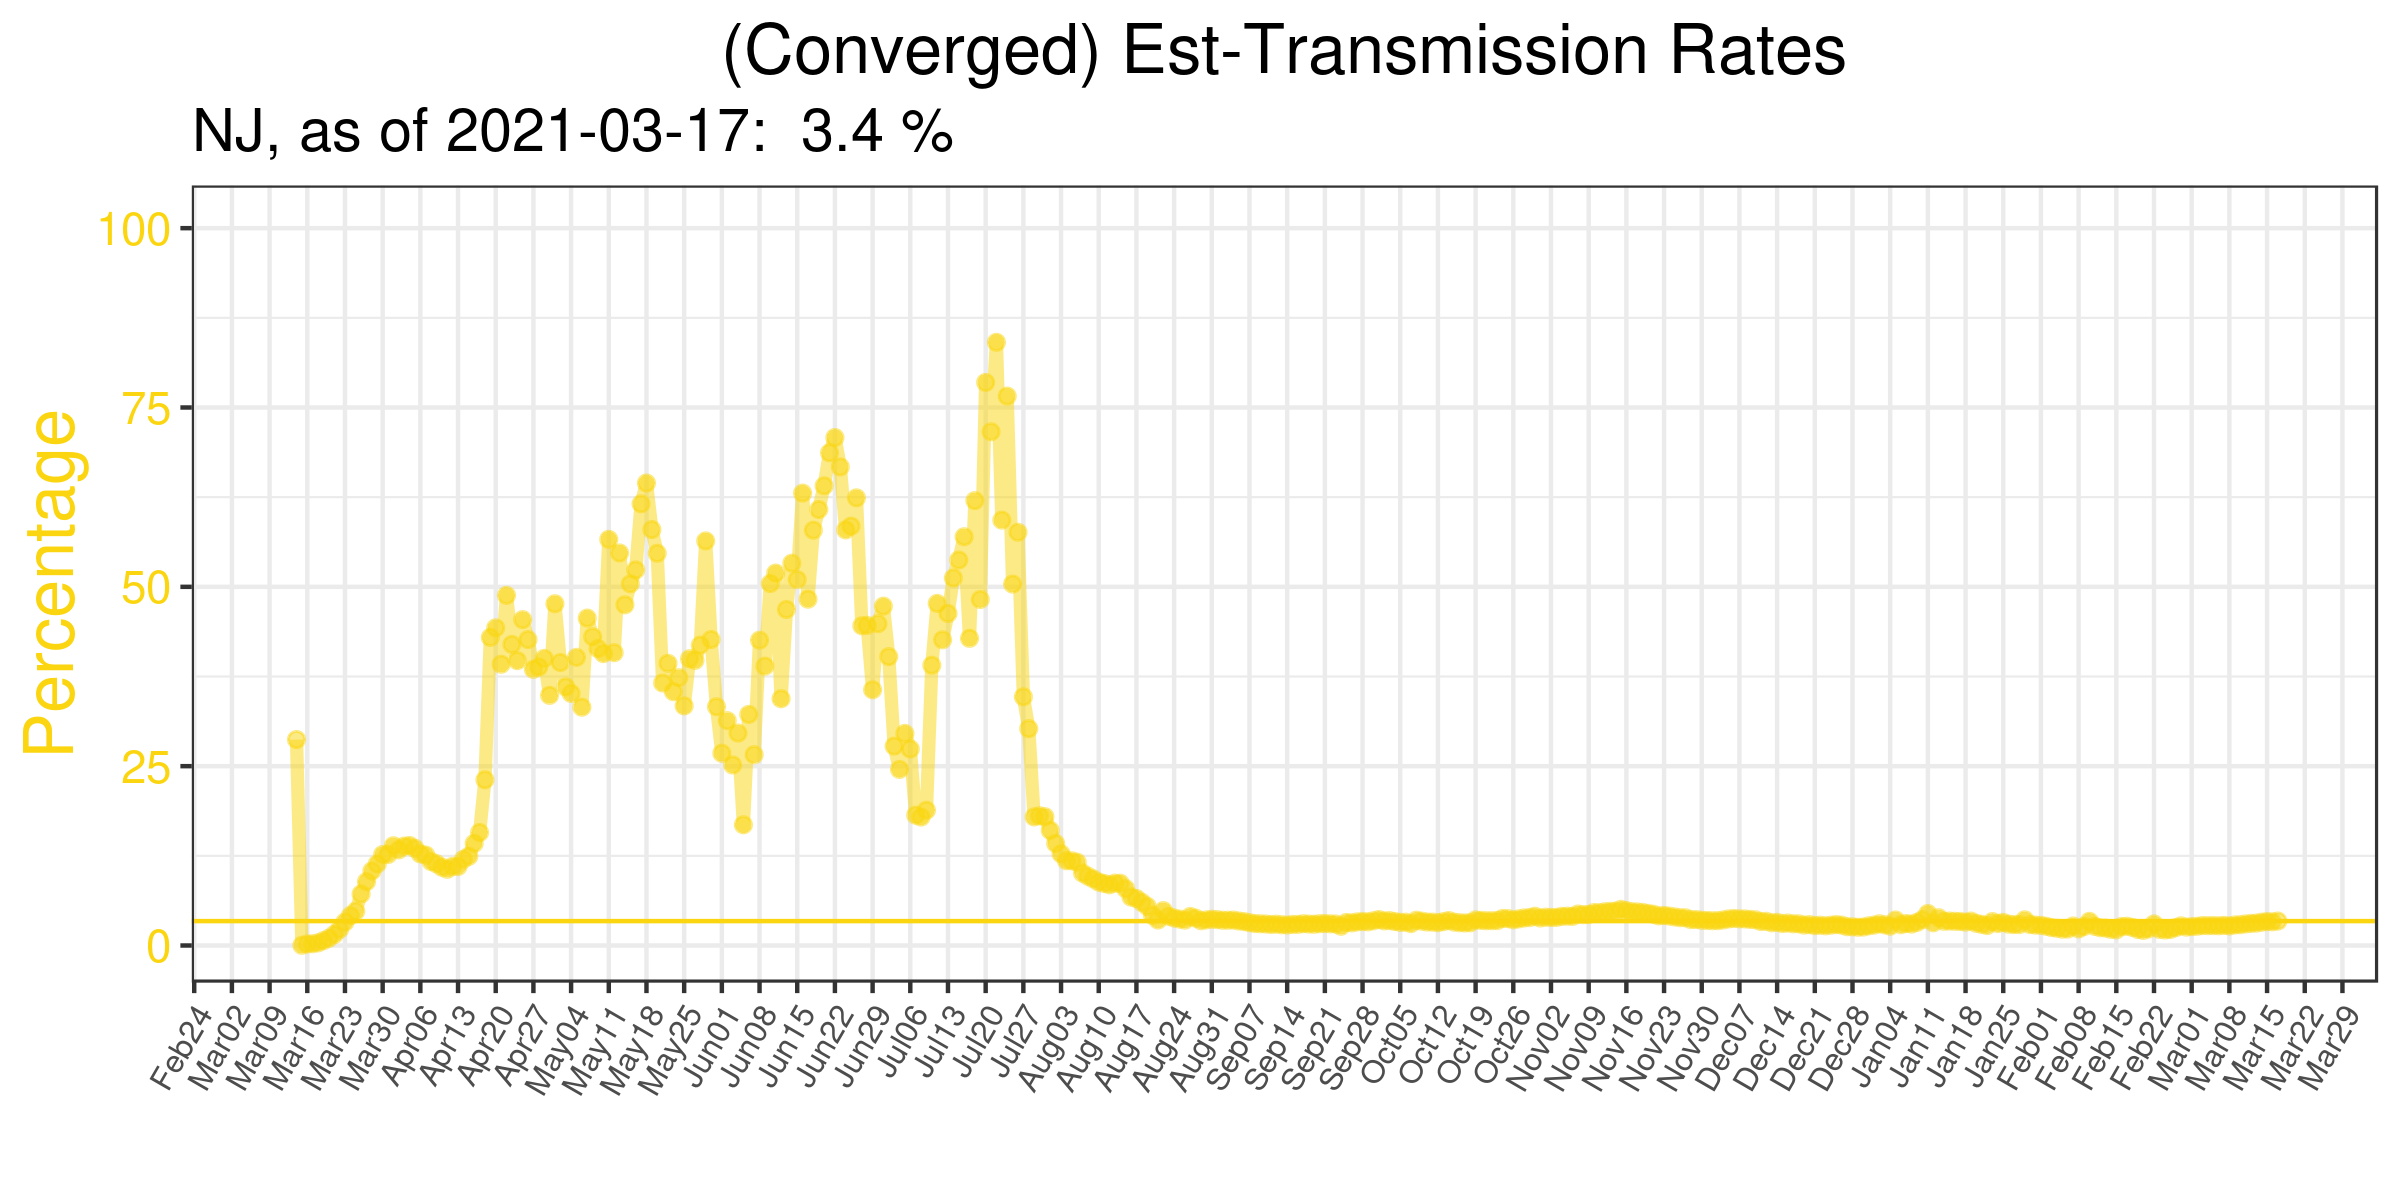 (Converged) Est-Transmission Rates
NJ, as of 2021-03-17:  3.4 %
Percentage
100
75
50
25
0
Feb24
Mar02
Mar09
Mar16
Mar23
Mar30
Apr06
Apr13
Apr20
Apr27
May04
May11
May18
May25
Jun01
Jun08
Jun15
Jun22
Jun29
Jul06
Jul13
Jul20
Jul27
Aug03
Aug10
Aug17
Aug24
Aug31
Sep07
Sep14
Sep21
Sep28
Oct05
Oct12
Oct19
Oct26
Nov02
Nov09
Nov16
Nov23
Nov30
Dec07
Dec14
Dec21
Dec28
Jan04
Jan11
Jan18
Jan25
Feb01
Feb08
Feb15
Feb22
Mar01
Mar08
Mar15
Mar22
Mar29